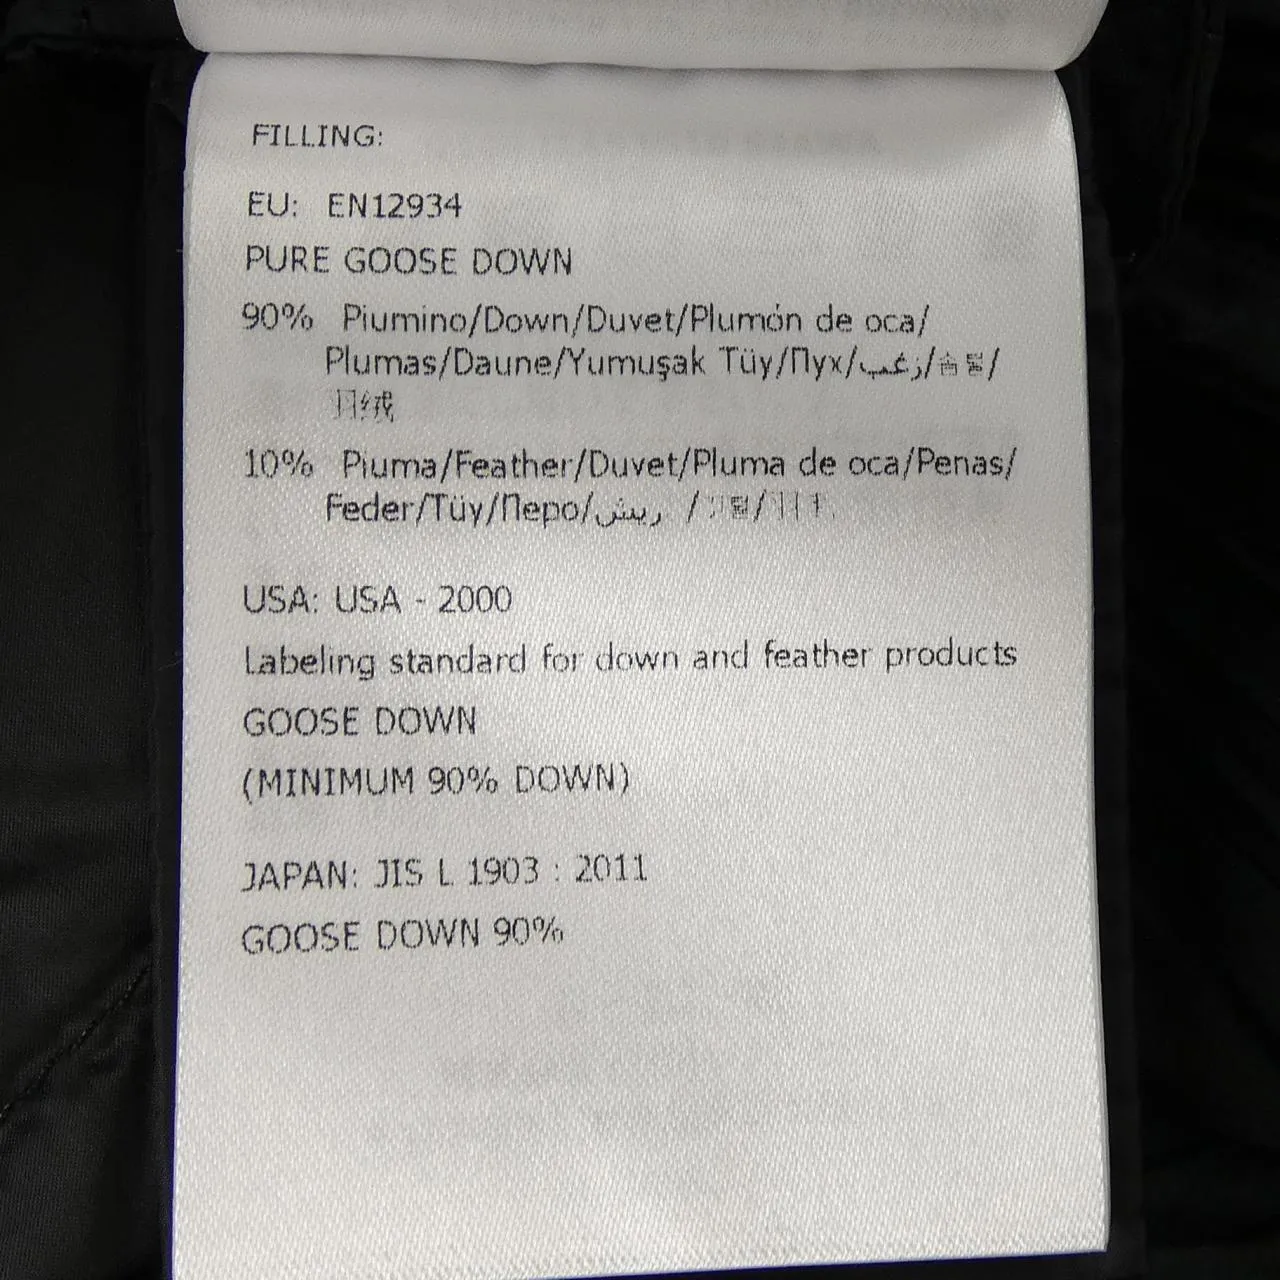 FILLING:
EU: EN12934
PURE GOOSE DOWN
90% Piumino/Down/Duvet/Plumón de oca/
Plumas/Daune/Yumuşak Tüy/Пух/زغب/솜털/
羽绒
10% Piuma/Feather/Duvet/Pluma de oca/Penas/
Feder/Tüy/Перо/ريش /
USA: USA - 2000
Labeling standard for down and feather products
GOOSE DOWN
(MINIMUM 90% DOWN)
JAPAN: JIS L 1903 : 2011
GOOSE DOWN 90%